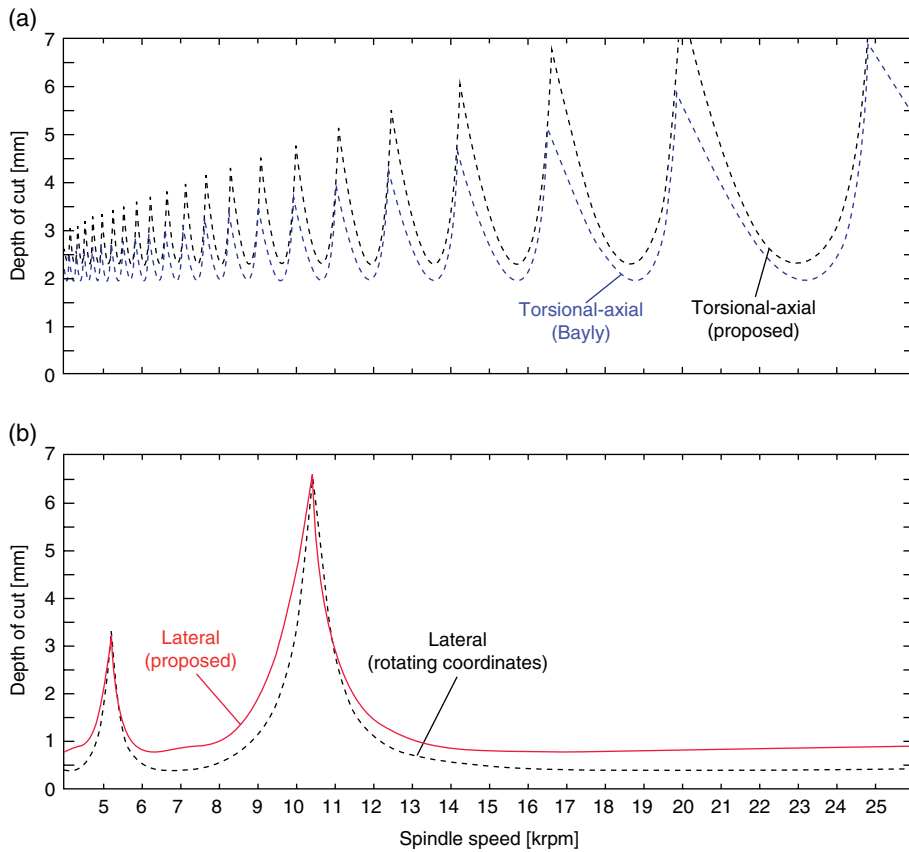 (a)
7
6
5
4
3
2
1
0
Depth of cut [mm]
Torsional-axial
(Bayly)
Torsional-axial
(proposed)
(b)
7
6
5
4
3
2
1
0
Depth of cut [mm]
Lateral
(proposed)
Lateral
(rotating coordinates)
5 6 7 8 9 10 11 12 13 14 15 16 17 18 19 20 22 22 23 24 25
Spindle speed [krpm]